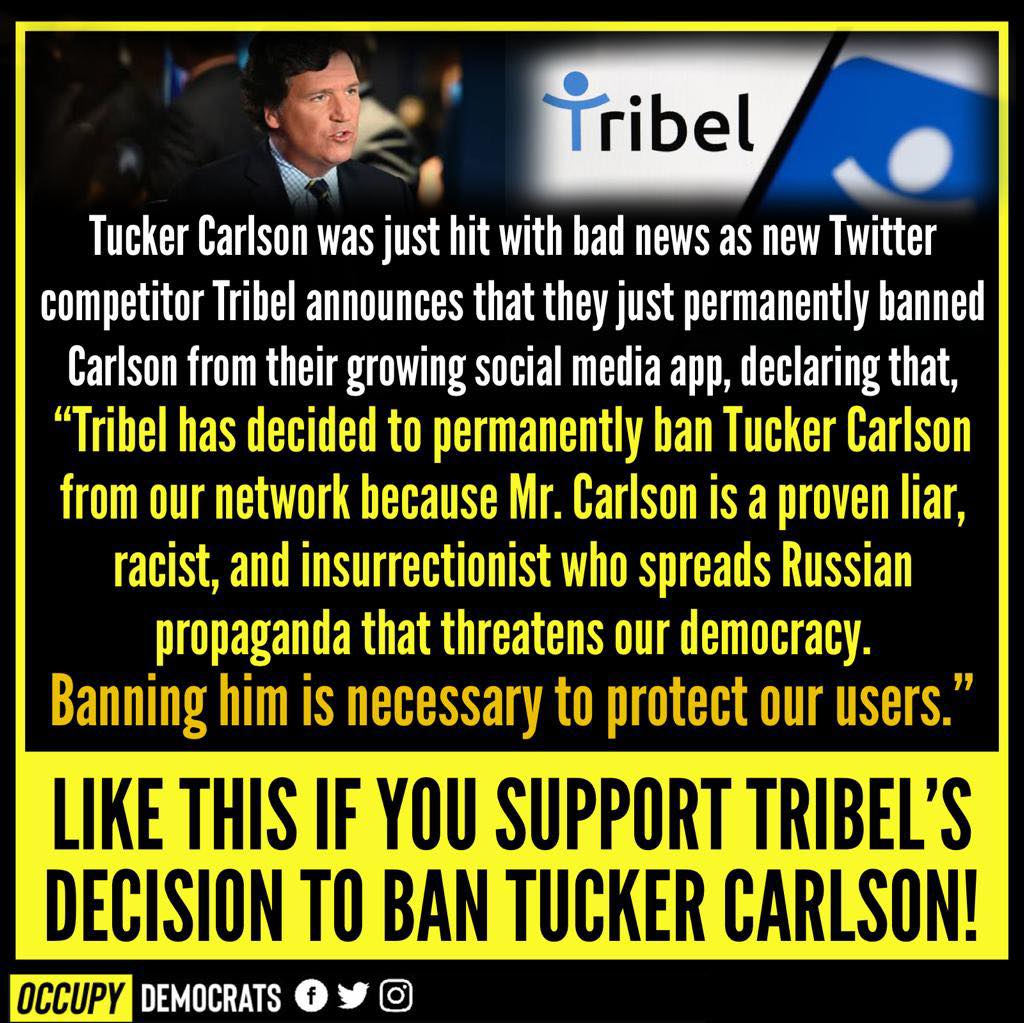 Tribel
Tucker Carlson was just hit with bad news as new Twitter
competitor Tribel announces that they just permanently banned
Carlson from their growing social media app, declaring that,
“Tribel has decided to permanently ban Tucker Carlson
from our network because Mr. Carlson is a proven liar,
racist, and insurrectionist who spreads Russian
propaganda that threatens our democracy.
Banning him is necessary to protect our users.”
LIKE THIS IF YOU SUPPORT TRIBEL’S
DECISION TO BAN TUCKER CARLSON!
OCCUPY DEMOCRATS